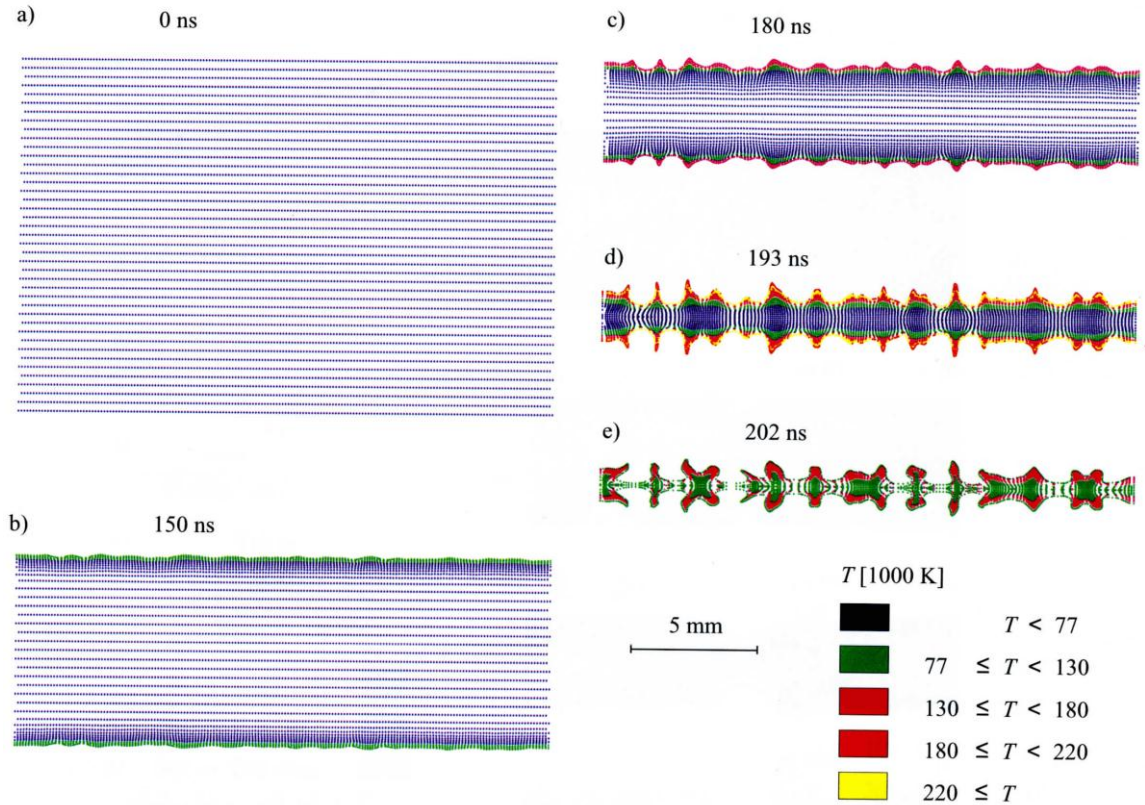 a)
0 ns
b)
150 ns
c)
180 ns
d)
193 ns
e)
202 ns
5 mm
T [1000 K]
T < 77
77 ≤ T < 130
130 ≤ T < 180
180 ≤ T < 220
220 ≤ T